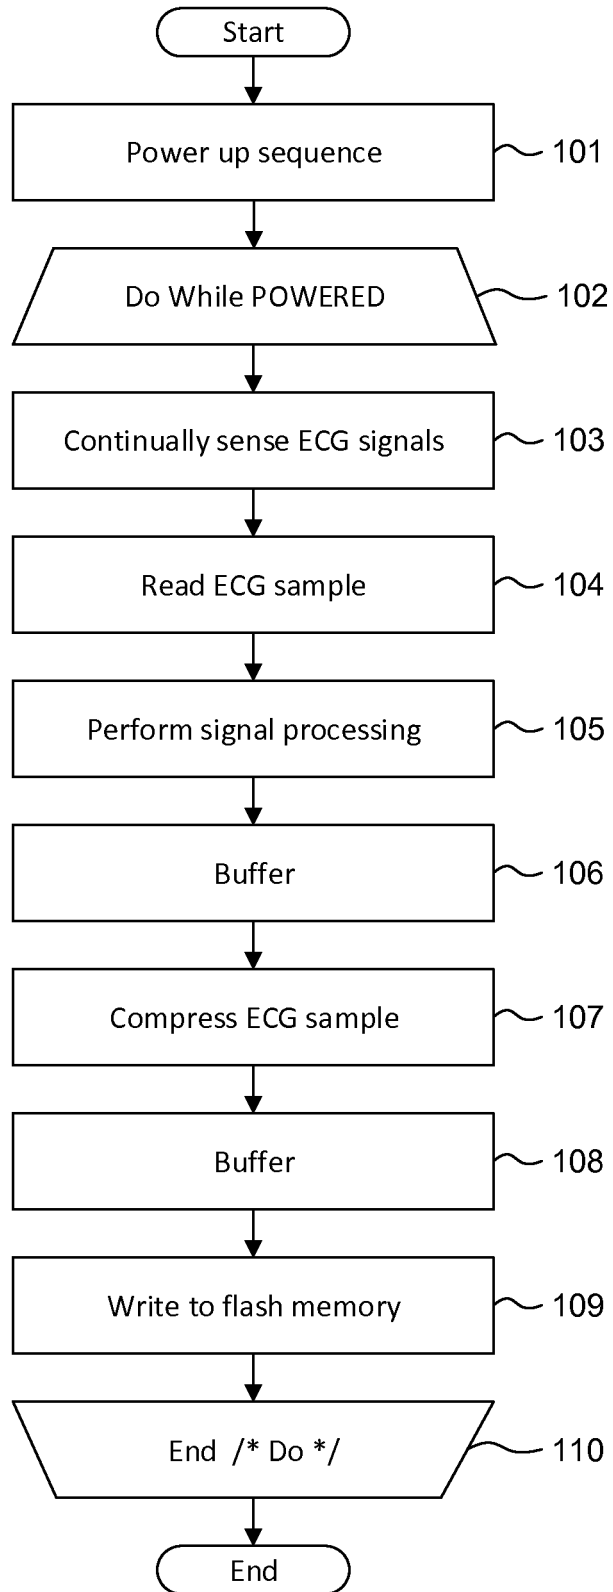 Start
Power up sequence 101
Do While POWERED 102
Continually sense ECG signals 103
Read ECG sample 104
Perform signal processing 105
Buffer 106
Compress ECG sample 107
Buffer 108
Write to flash memory 109
End /* Do */ 110
End